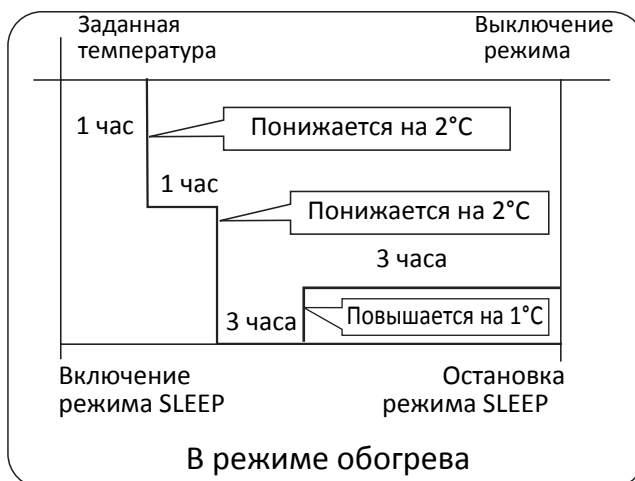 Заданная
температура
Выключение
режима
1 час
Понижается на 2°C
1 час
Понижается на 2°C
3 часа
3 часа
Повышается на 1°C
Включение
режима SLEEP
Остановка
режима SLEEP
В режиме обогрева